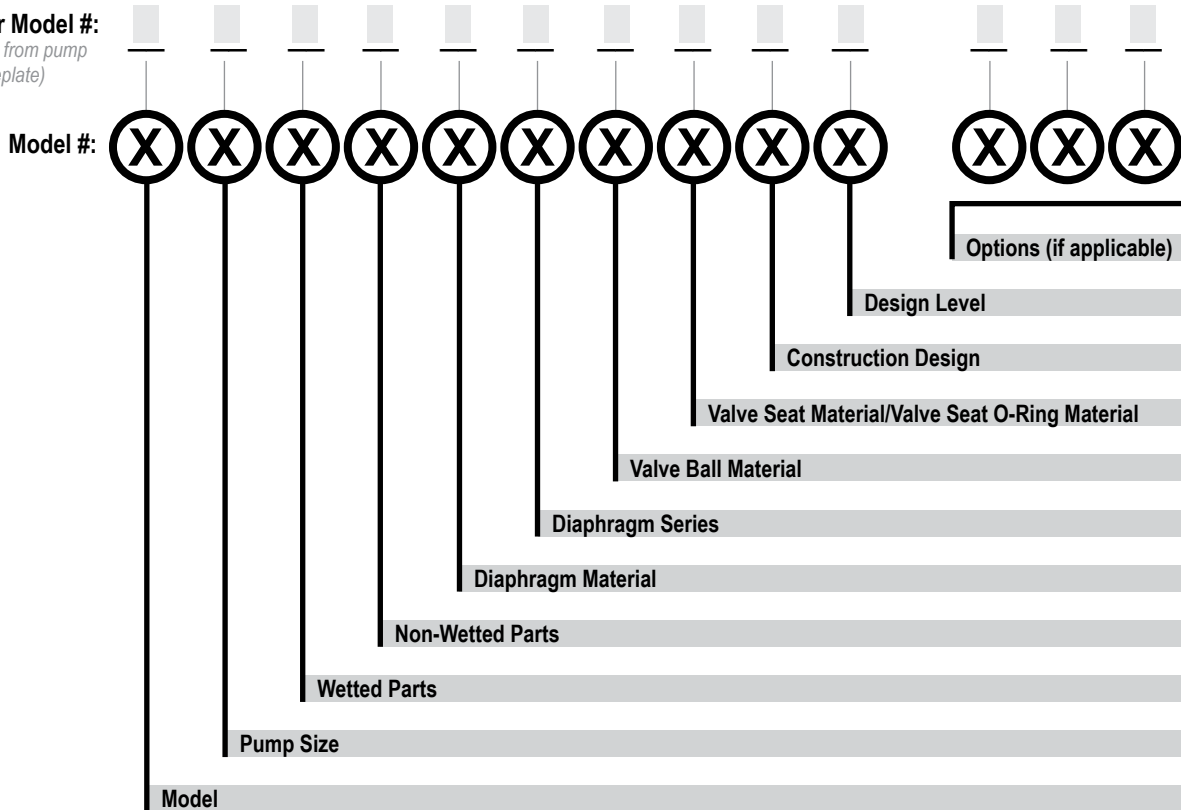 r Model #:
from pump
eplate)
Model #: X X X X X X X X X X X X X
Options (if applicable)
Design Level
Construction Design
Valve Seat Material/Valve Seat O-Ring Material
Valve Ball Material
Diaphragm Series
Diaphragm Material
Non-Wetted Parts
Wetted Parts
Pump Size
Model